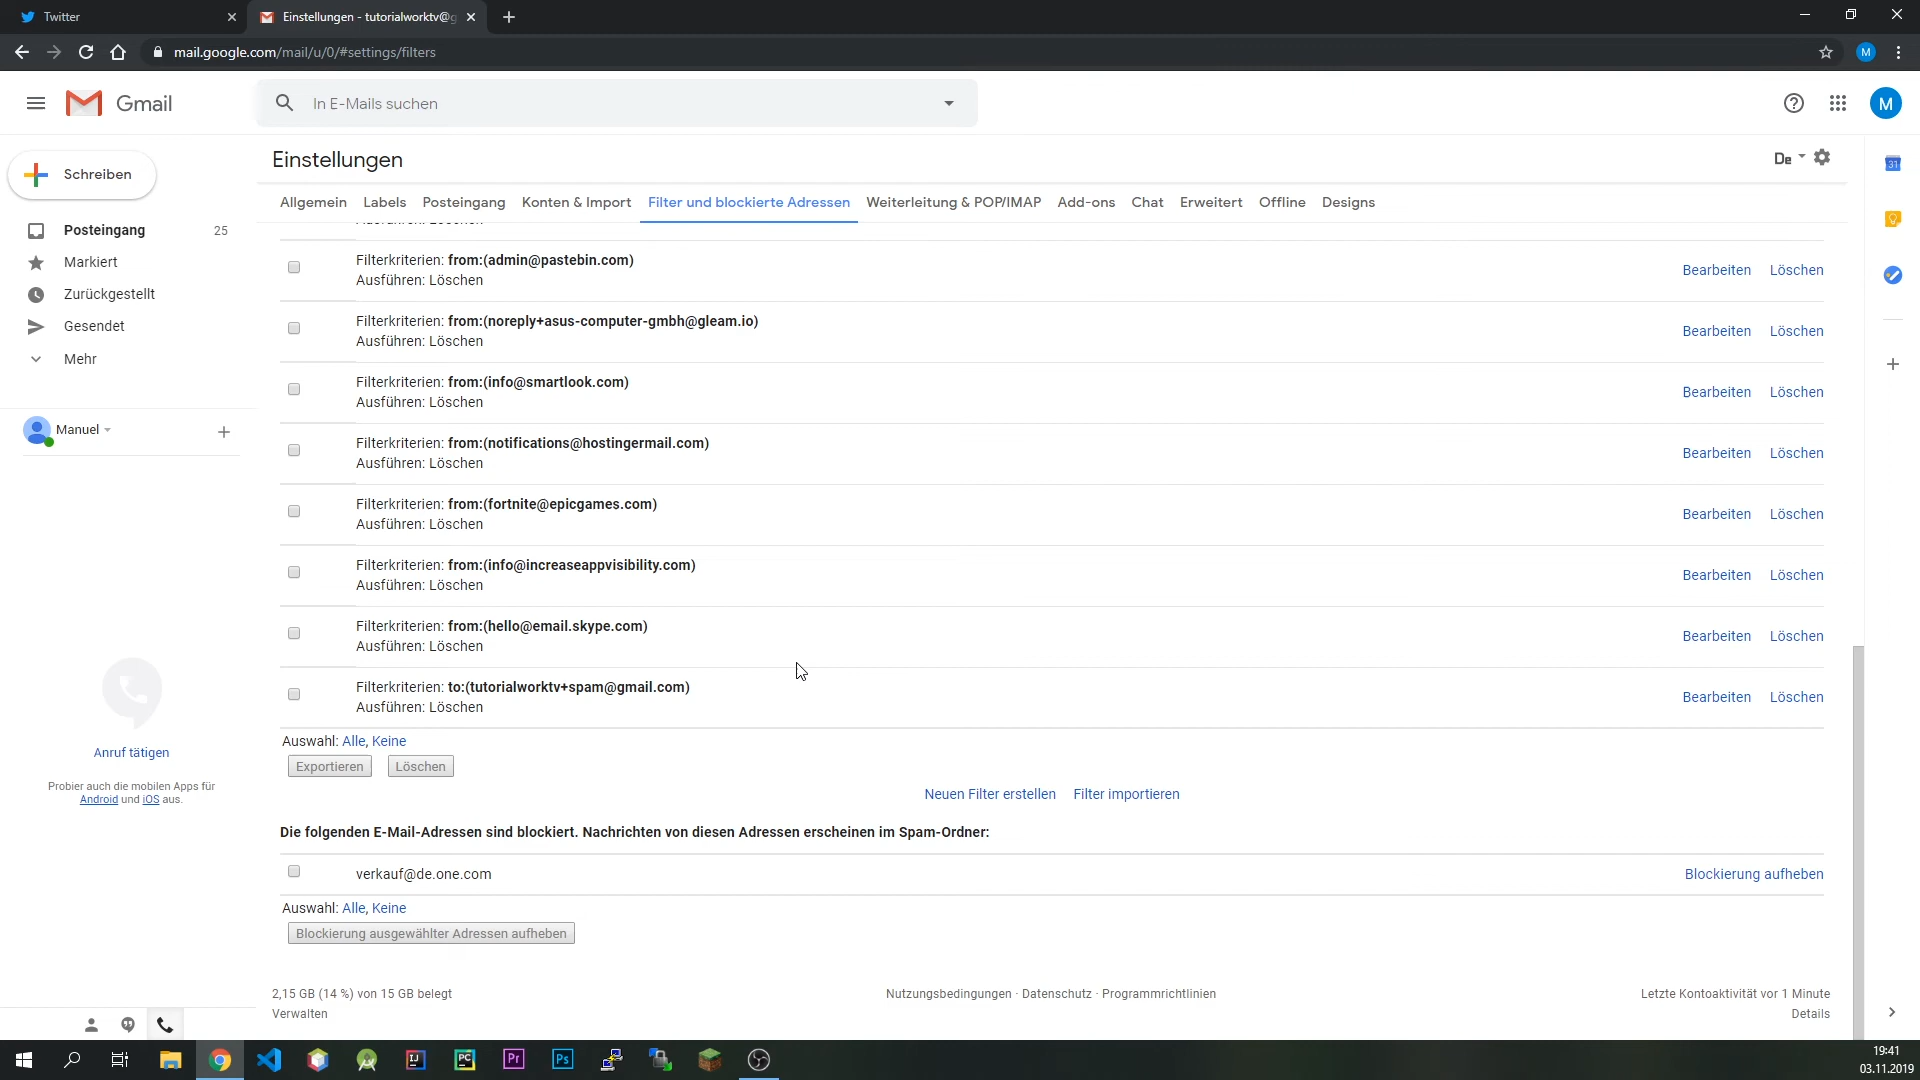 Twitter
Einstellungen - tutorialworktv@g
mail.google.com/mail/u/0/#settings/filters
M
Gmail
In E-Mails suchen
M
Schreiben
Einstellungen
De
Allgemein Labels Posteingang Konten & Import Filter und blockierte Adressen Weiterleitung & POP/IMAP Add-ons Chat Erweitert Offline Designs
Posteingang 25
Markiert
Zurückgestellt
Gesendet
Mehr
Manuel
Anruf tätigen
Probier auch die mobilen Apps für
Android und iOS aus.
Ausführen: Löschen
Filterkriterien: from:(admin@pastebin.com)
Ausführen: Löschen
Bearbeiten Löschen
Filterkriterien: from:(noreply+asus-computer-gmbh@gleam.io)
Ausführen: Löschen
Bearbeiten Löschen
Filterkriterien: from:(info@smartlook.com)
Ausführen: Löschen
Bearbeiten Löschen
Filterkriterien: from:(notifications@hostingermail.com)
Ausführen: Löschen
Bearbeiten Löschen
Filterkriterien: from:(fortnite@epicgames.com)
Ausführen: Löschen
Bearbeiten Löschen
Filterkriterien: from:(info@increaseappvisibility.com)
Ausführen: Löschen
Bearbeiten Löschen
Filterkriterien: from:(hello@email.skype.com)
Ausführen: Löschen
Bearbeiten Löschen
Filterkriterien: to:(tutorialworktv+spam@gmail.com)
Ausführen: Löschen
Bearbeiten Löschen
Auswahl: Alle, Keine
Exportieren Löschen
Neuen Filter erstellen Filter importieren
Die folgenden E-Mail-Adressen sind blockiert. Nachrichten von diesen Adressen erscheinen im Spam-Ordner:
verkauf@de.one.com Blockierung aufheben
Auswahl: Alle, Keine
Blockierung ausgewählter Adressen aufheben
2,15 GB (14 %) von 15 GB belegt
Verwalten
Nutzungsbedingungen · Datenschutz · Programmrichtlinien
Letzte Kontoaktivität vor 1 Minute
Details
31
IJ
PC
Pr
Ps
19:41
03.11.2019